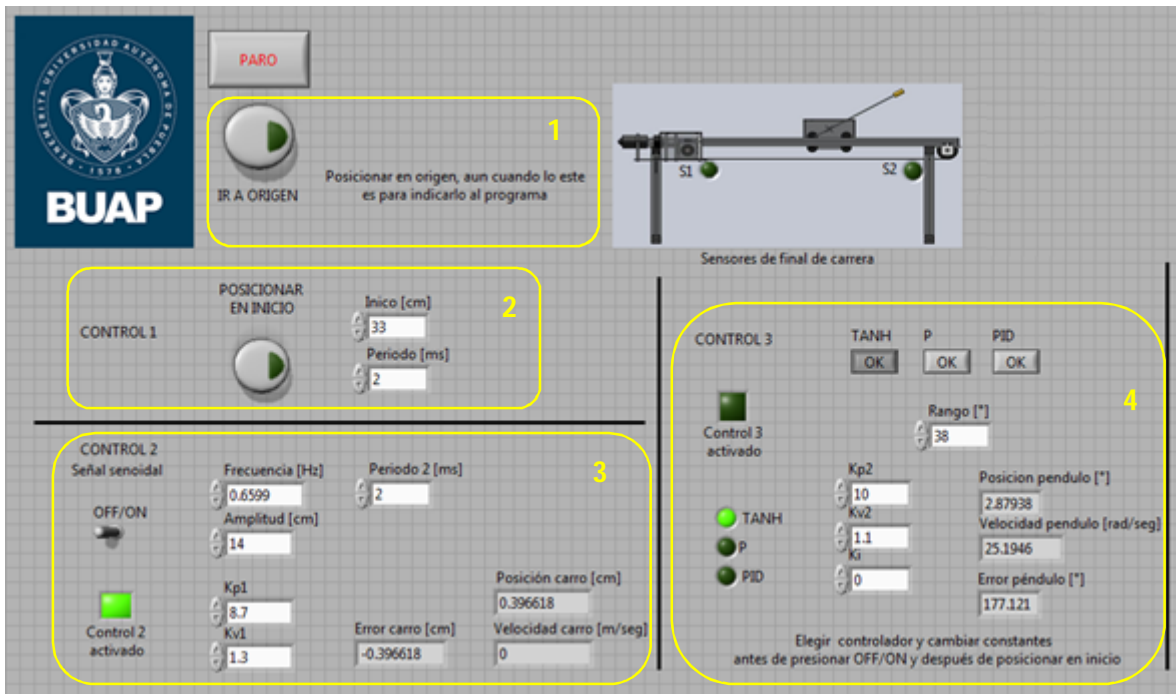 BENEMÉRITA UNIVERSIDAD AUTÓNOMA DE PUEBLA
1578
BUAP
PARO
1
IR A ORIGEN
Posicionar en origen, aun cuando lo este
es para indicarlo al programa
S1
S2
Sensores de final de carrera
CONTROL 1
POSICIONAR
EN INICIO
Inico [cm]
33
Periodo [ms]
2
2
CONTROL 2
Señal senoidal
OFF/ON
Frecuencia [Hz]
0.6599
Amplitud [cm]
14
Periodo 2 [ms]
2
3
Control 2
activado
Kp1
8.7
Kv1
1.3
Error carro [cm]
-0.396618
Posición carro [cm]
0.396618
Velocidad carro [m/seg]
0
CONTROL 3
TANH
OK
P
OK
PID
OK
4
Control 3
activado
Rango [°]
38
TANH
P
PID
Kp2
10
Kv2
1.1
Ki
0
Posicion pendulo [°]
2.87938
Velocidad pendulo [rad/seg]
25.1946
Error péndulo [°]
177.121
Elegir controlador y cambiar constantes
antes de presionar OFF/ON y después de posicionar en inicio